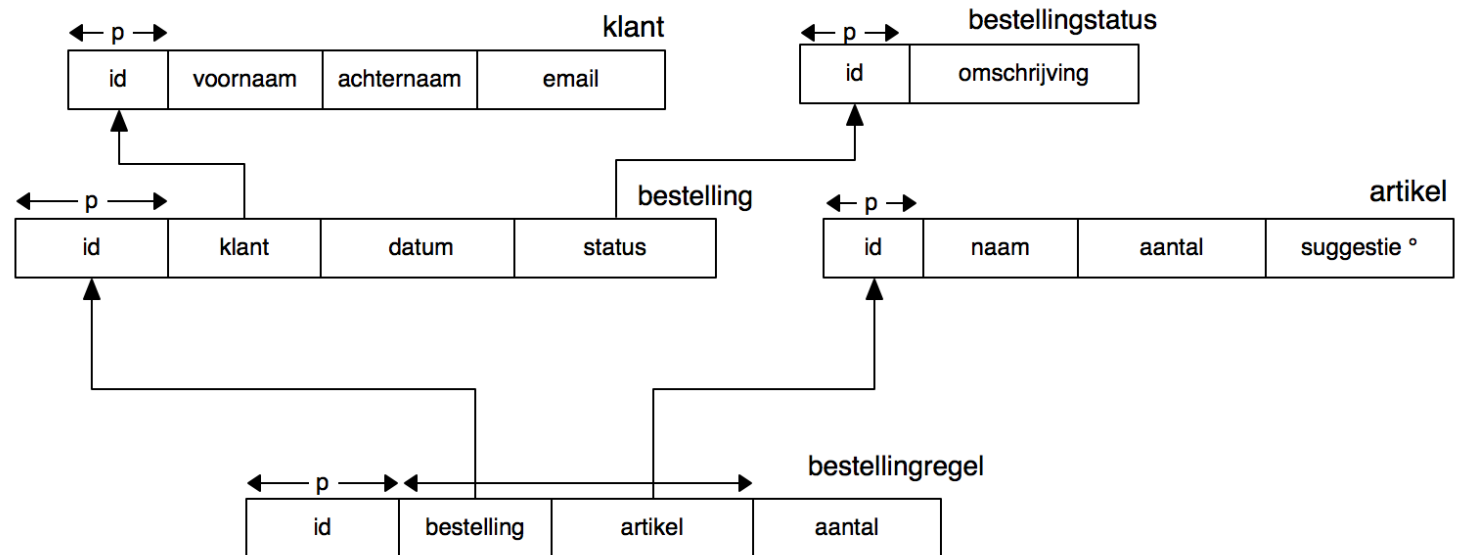 klant
p
id voornaam achternaam email
bestellingstatus
p
id omschrijving
bestelling
p
id klant datum status
artikel
p
id naam aantal suggestie °
bestellingregel
p
id bestelling artikel aantal